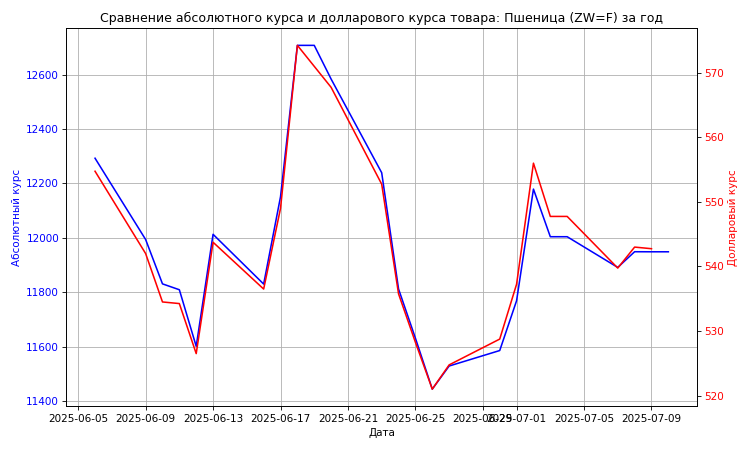 Сравнение абсолютного курса и долларового курса товара: Пшеница (ZW=F) за год
12600
12400
12200
12000
11800
11600
11400
Абсолютный курс
570
560
550
540
530
520
Долларовый курс
2025-06-05 2025-06-09 2025-06-13 2025-06-17 2025-06-21 2025-06-25 2025-06-29 2025-07-01 2025-07-05 2025-07-09
Дата